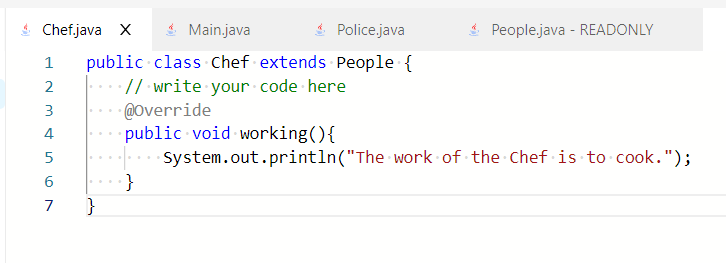 Chef.java X Main.java Police.java People.java - READONLY
1 public class Chef extends People {
2 // write your code here
3 @Override
4 public void working(){
5 System.out.println("The work of the Chef is to cook.");
6 }
7 }